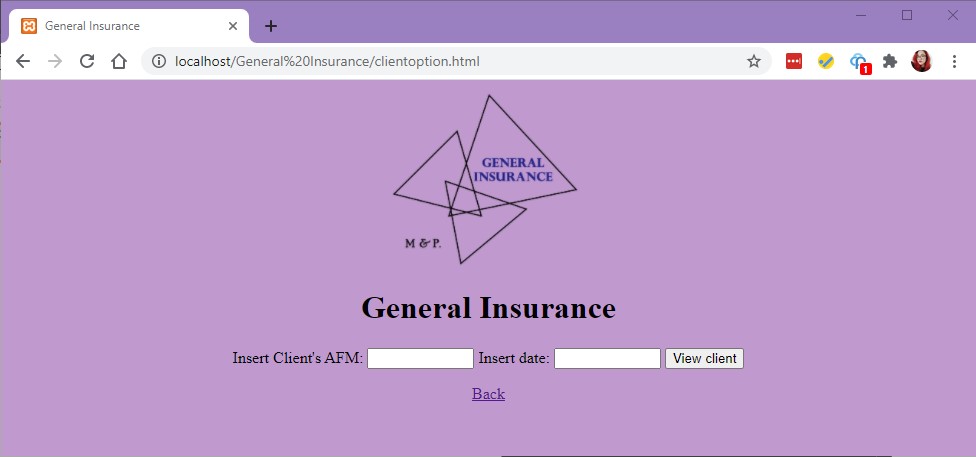 General Insurance
localhost/General%20Insurance/clientoption.html
1
GENERAL
INSURANCE
M & P.
General Insurance
Insert Client's AFM: Insert date: View client
Back